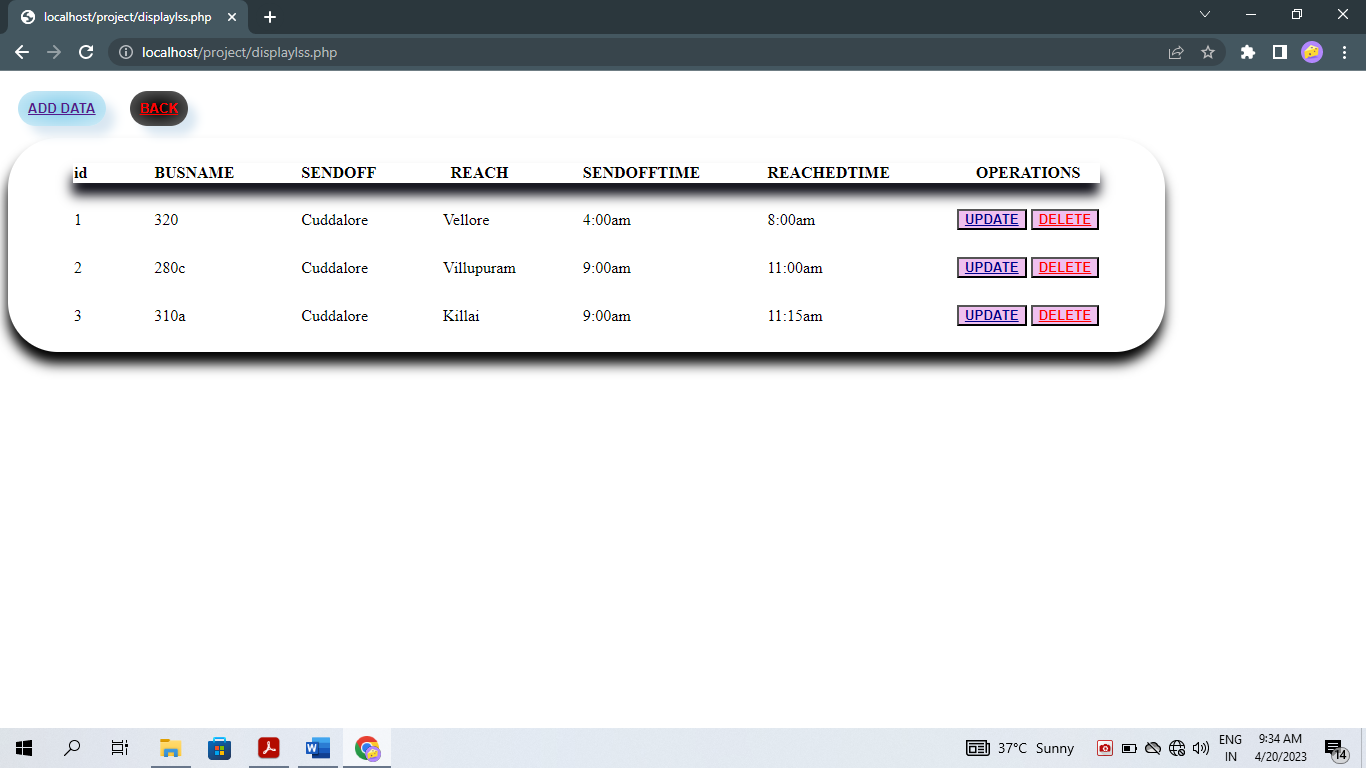 localhost/project/displaylss.php
localhost/project/displaylss.php
ADD DATA BACK
id BUSNAME SENDOFF REACH SENDOFFTIME REACHEDTIME OPERATIONS
1 320 Cuddalore Vellore 4:00am 8:00am UPDATE DELETE
2 280c Cuddalore Villupuram 9:00am 11:00am UPDATE DELETE
3 310a Cuddalore Killai 9:00am 11:15am UPDATE DELETE
37°C Sunny
ENG
IN
9:34 AM
4/20/2023
14